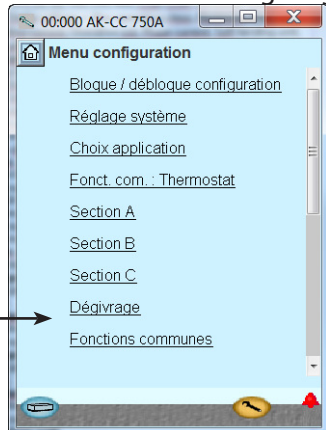 00:000 AK-CC 750A
Menu configuration
Bloque / débloque configuration
Réglage système
Choix application
Fonct. com. : Thermostat
Section A
Section B
Section C
Dégivrage
Fonctions communes